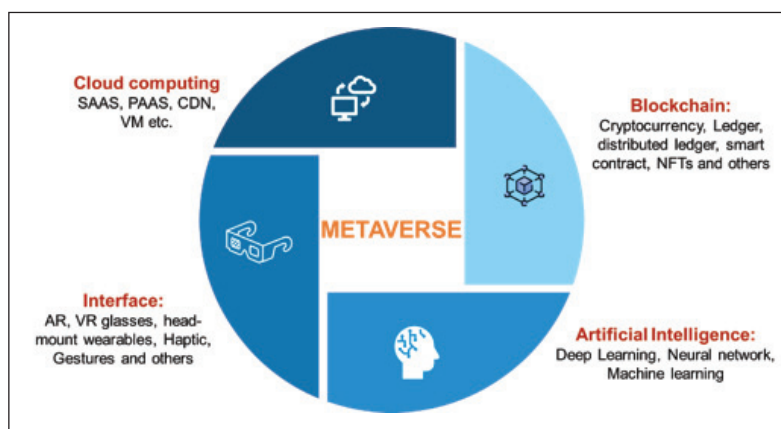 Cloud computing
SAAS, PAAS, CDN,
VM etc.
Blockchain:
Cryptocurrency, Ledger,
distributed ledger, smart
contract, NFTs and others
METAVERSE
Interface:
AR, VR glasses, head-
mount wearables, Haptic,
Gestures and others
Artificial Intelligence:
Deep Learning, Neural network,
Machine learning